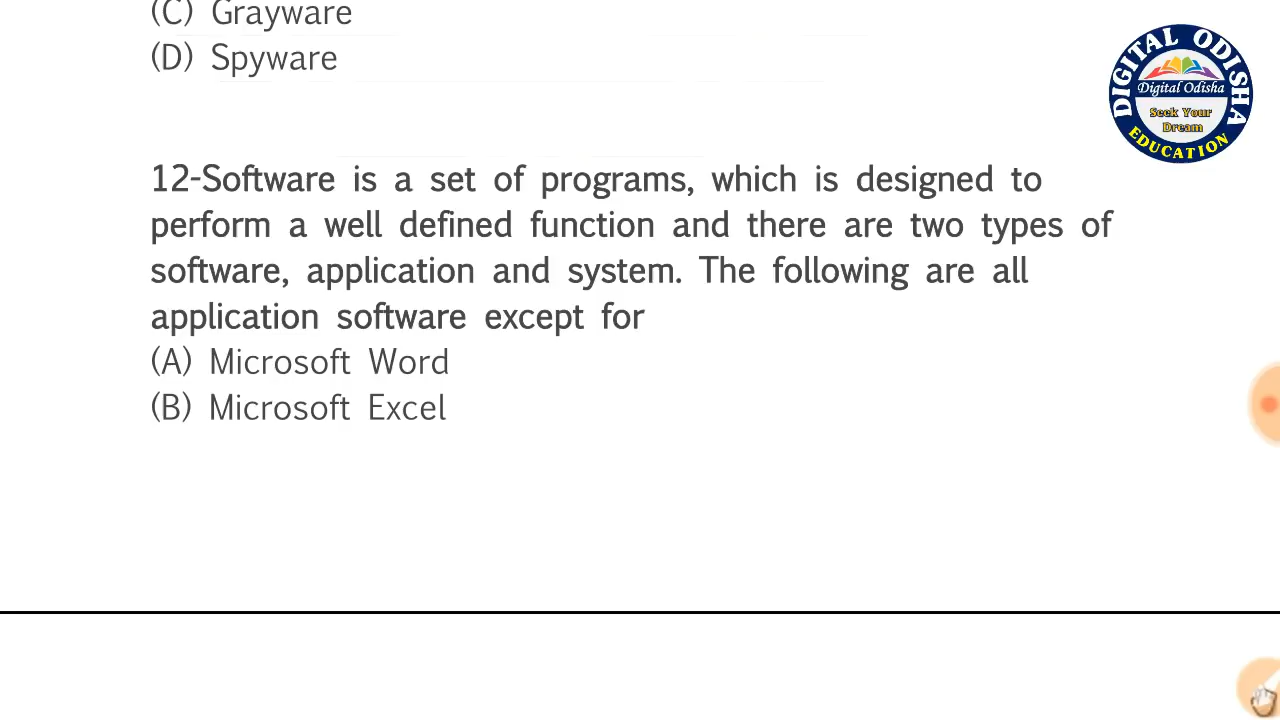 (C) Grayware
(D) Spyware
12-Software is a set of programs, which is designed to
perform a well defined function and there are two types of
software, application and system. The following are all
application software except for
(A) Microsoft Word
(B) Microsoft Excel
DIGITAL ODISHA
Digital Odisha
Seek Your
Dream
EDUCATION